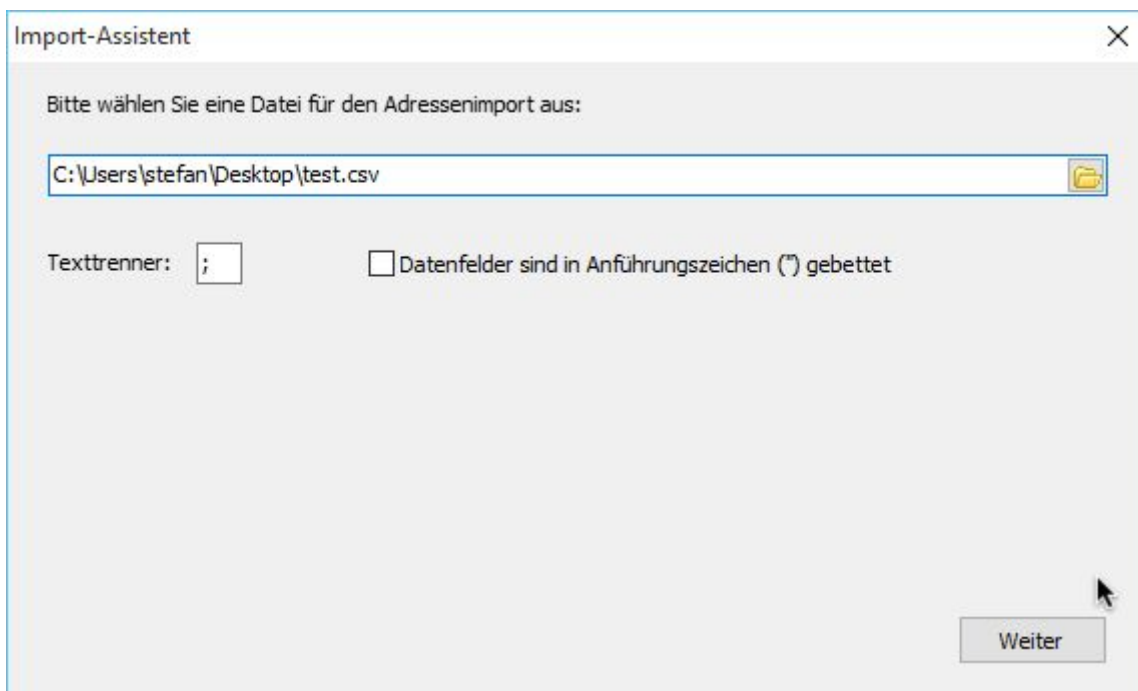 Import-Assistent
Bitte wählen Sie eine Datei für den Adressenimport aus:
C:\Users\stefan\Desktop\test.csv
Texttrenner: ; Datenfelder sind in Anführungszeichen (") gebettet
Weiter